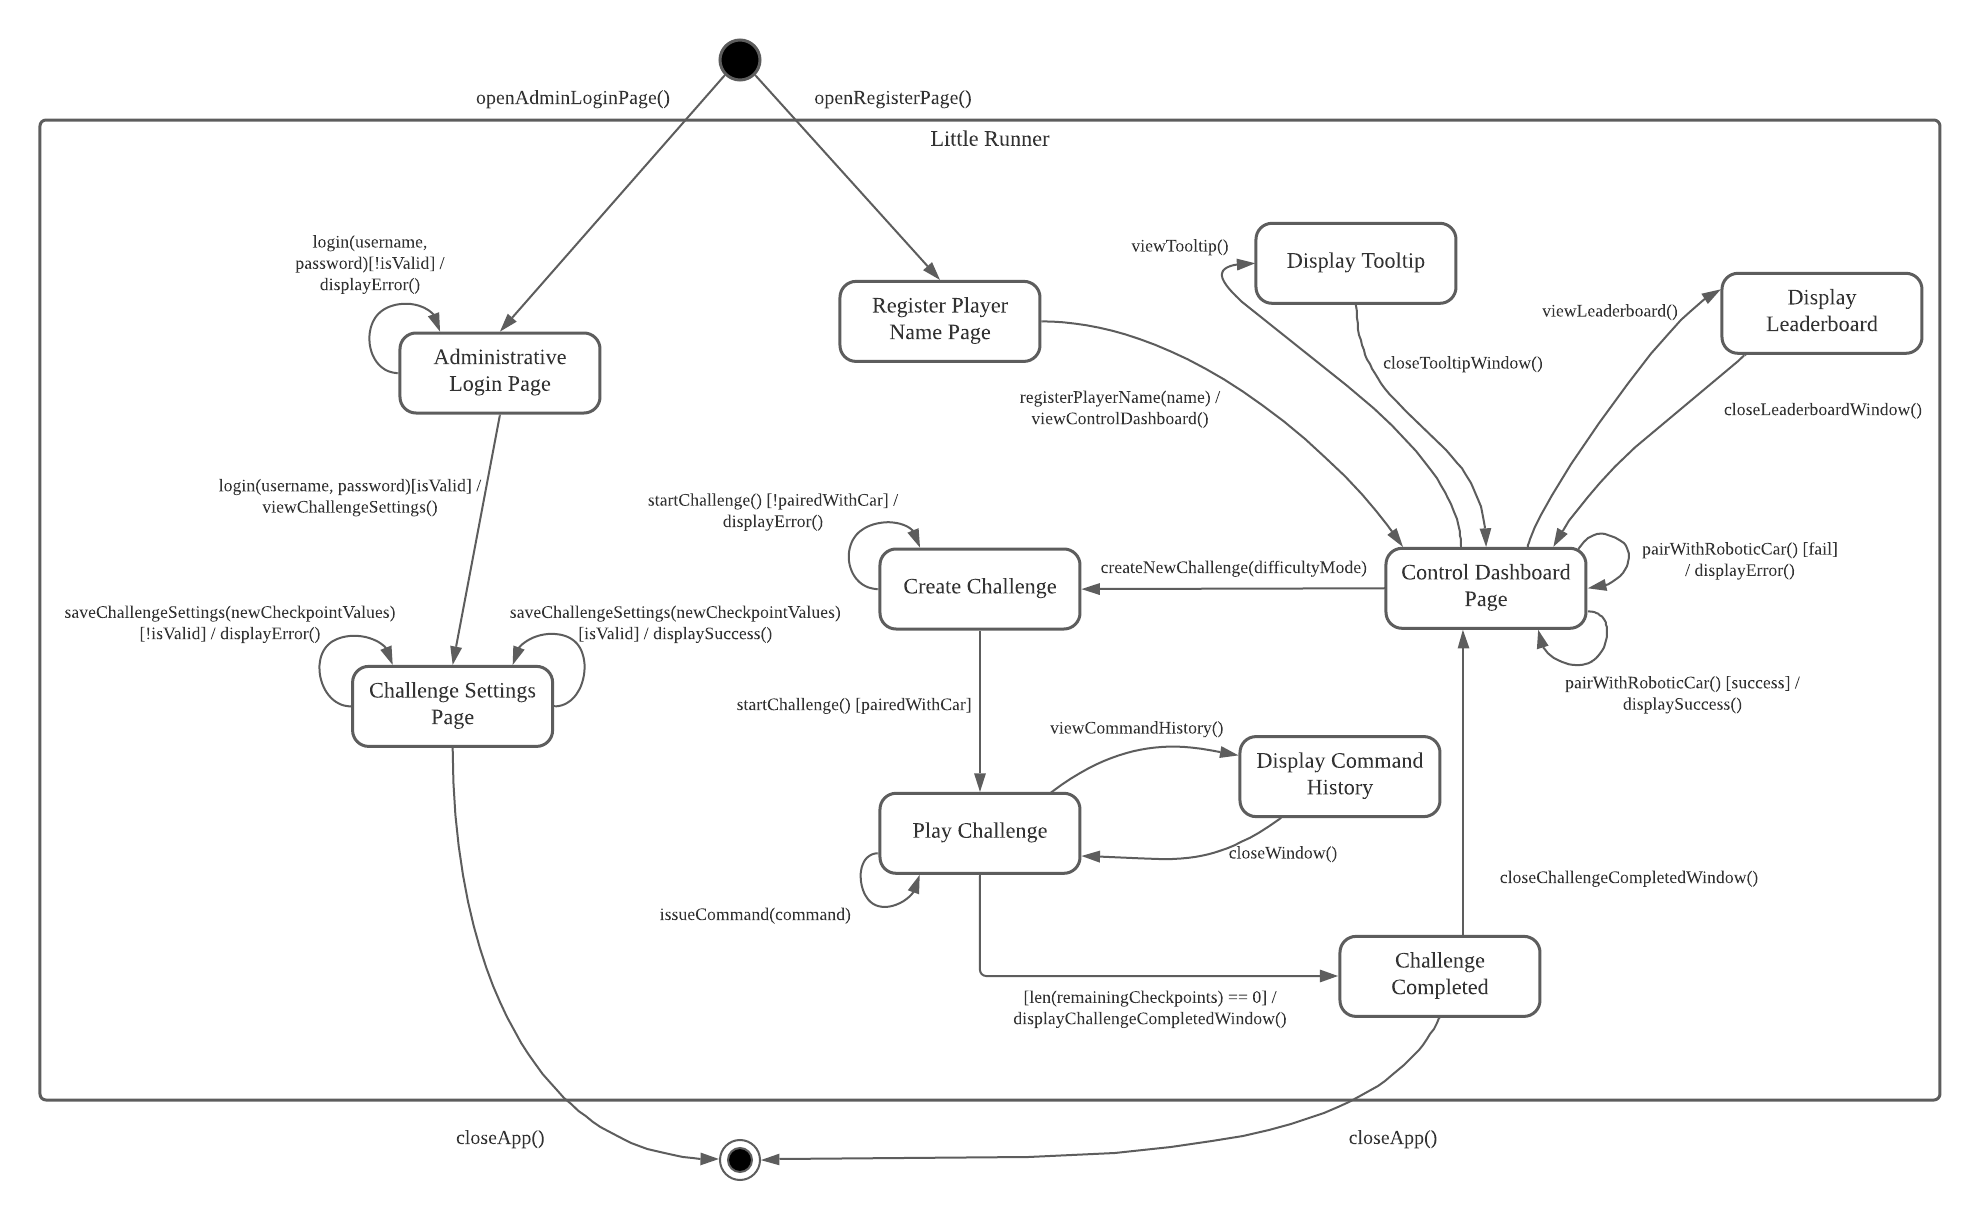 openAdminLoginPage()
openRegisterPage()
Little Runner
login(username,
password)[!isValid] /
displayError()
Administrative
Login Page
Register Player
Name Page
viewTooltip()
Display Tooltip
closeTooltipWindow()
viewLeaderboard()
Display
Leaderboard
closeLeaderboardWindow()
registerPlayerName(name) /
viewControlDashboard()
login(username, password)[isValid] /
viewChallengeSettings()
startChallenge() [!pairedWithCar] /
displayError()
Create Challenge
createNewChallenge(difficultyMode)
Control Dashboard
Page
pairWithRoboticCar() [fail]
/ displayError()
pairWithRoboticCar() [success] /
displaySuccess()
saveChallengeSettings(newCheckpointValues)
[!isValid] / displayError()
saveChallengeSettings(newCheckpointValues)
[isValid] / displaySuccess()
Challenge Settings
Page
startChallenge() [pairedWithCar]
viewCommandHistory()
Display Command
History
Play Challenge
closeWindow()
issueCommand(command)
closeChallengeCompletedWindow()
Challenge
Completed
[len(remainingCheckpoints) == 0] /
displayChallengeCompletedWindow()
closeApp()
closeApp()